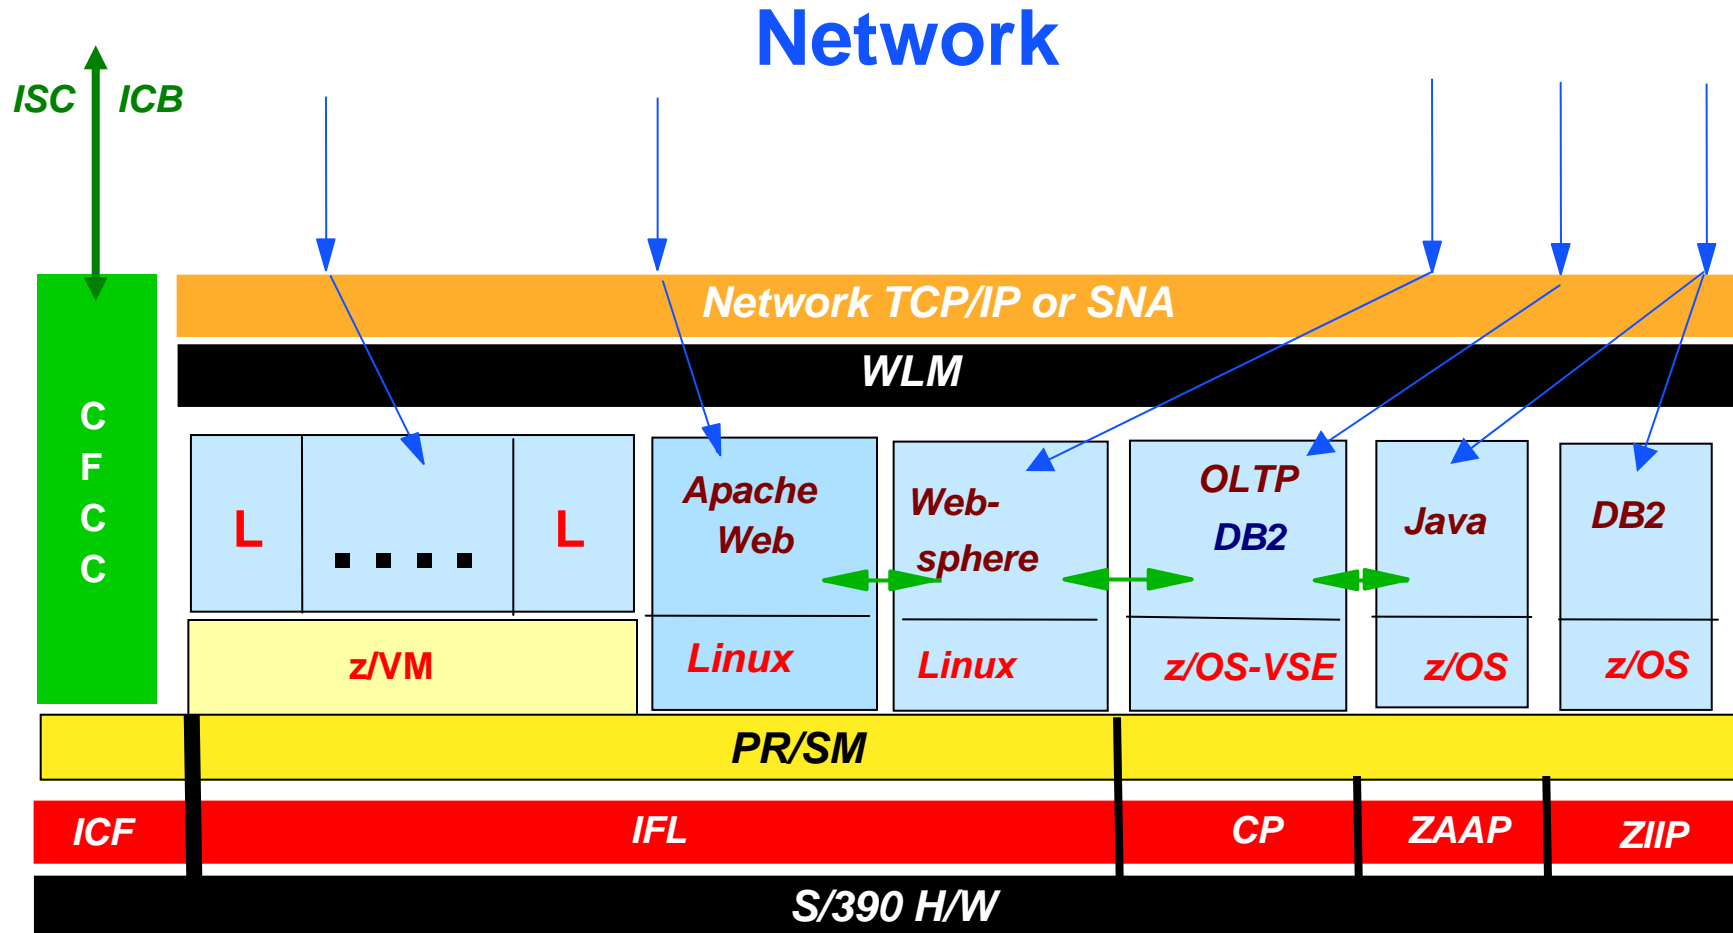 Network
ISC ICB
Network TCP/IP or SNA
WLM
C
F
C
C
L
L
Apache
Web
Web-
sphere
OLTP
DB2
Java
DB2
z/VM
Linux
Linux
z/OS-VSE
z/OS
z/OS
PR/SM
ICF
IFL
CP
ZAAP
ZIIP
S/390 H/W